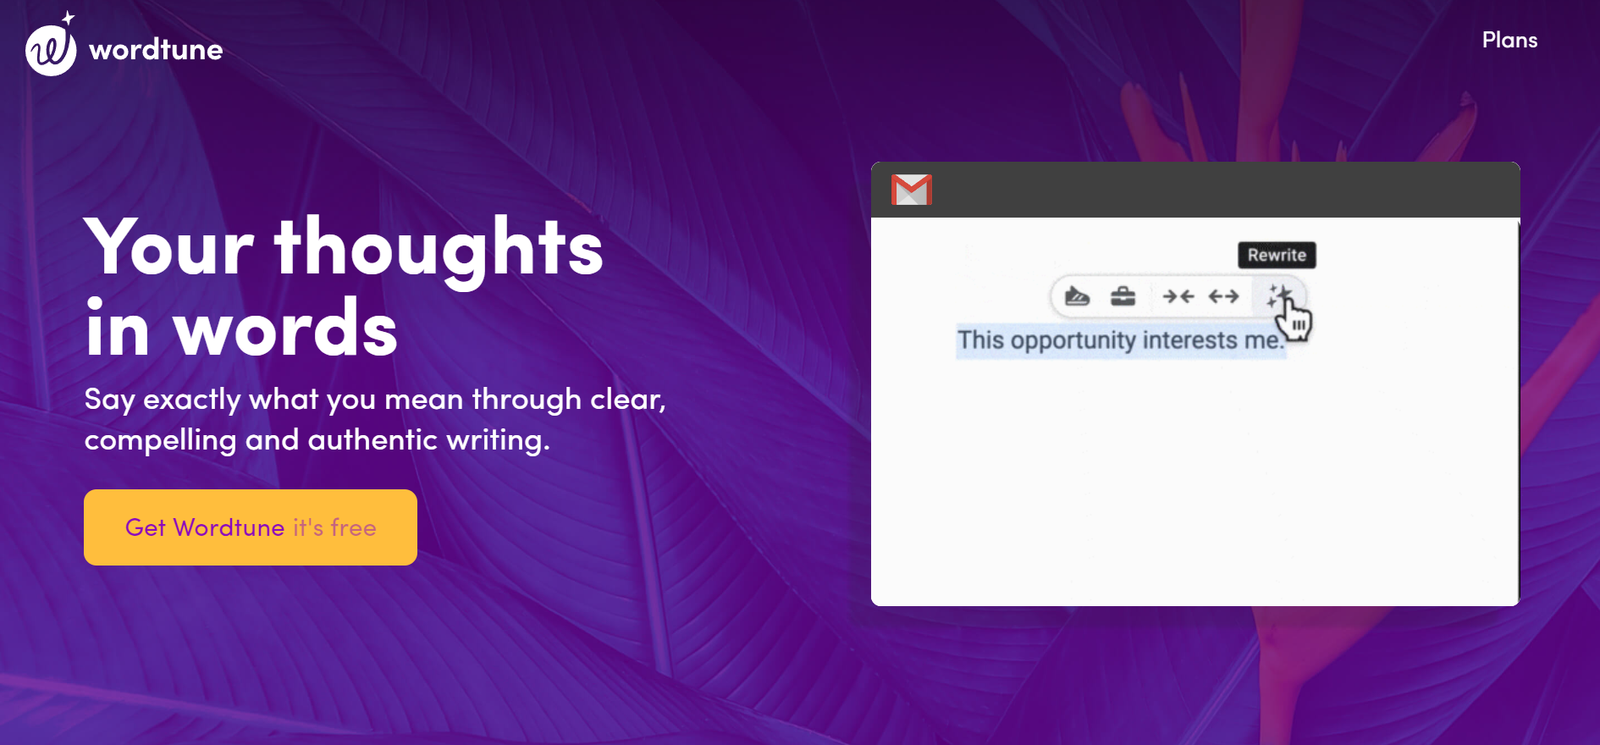 wordtune
Plans
Your thoughts
in words
Say exactly what you mean through clear,
compelling and authentic writing.
Get Wordtune it's free
Rewrite
This opportunity interests me.